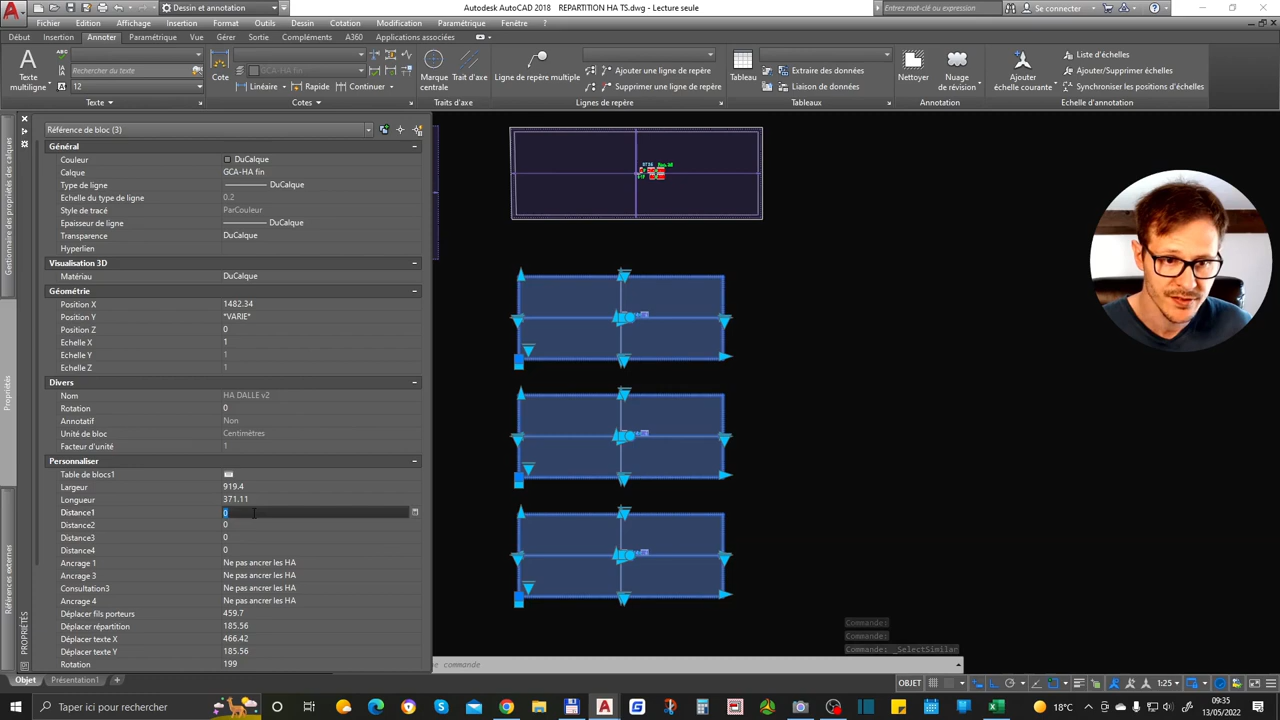 Dessin et annotation
Autodesk AutoCAD 2018 REPARTITION HA TS.dwg - Lecture seule
Entrez mot-clé ou expression
Se connecter
Fichier Edition Affichage Insertion Format Outils Dessin Cotation Modification Paramétrique Fenêtre ?
Début Insertion Annoter Paramétrique Vue Gérer Sortie Compléments A360 Applications associées
ABC
Rechercher du texte
12
Texte
multiligne
Cote
GCA-HA fin
Linéaire
Rapide
Continuer
Marque
centrale
Trait d'axe
Ligne de repère multiple
Ajouter une ligne de repère
Supprimer une ligne de repère
Tableau
Extraire des données
Liaison de données
Nettoyer
Nuage
de révision
Ajouter
échelle courante
Liste d'échelles
Ajouter/Supprimer échelles
Synchroniser les positions d'échelles
Texte
Cotes
Traits d'axe
Lignes de repère
Tableaux
Annotation
Echelle d'annotation
Gestionnaire des propriétés des calques
Propriétés
Références externes
PROPRIÉTÉS
Référence de bloc (3)
Général
Couleur DuCalque
Calque GCA-HA fin
Type de ligne DuCalque
Echelle du type de ligne 0.2
Style de tracé ParCouleur
Epaisseur de ligne DuCalque
Transparence DuCalque
Hyperlien
Visualisation 3D
Matériau DuCalque
Géométrie
Position X 1482.34
Position Y *VARIE*
Position Z 0
Echelle X 1
Echelle Y 1
Echelle Z 1
Divers
Nom HA DALLE v2
Rotation 0
Annotatif Non
Unité de bloc Centimètres
Facteur d'unité 1
Personnaliser
Table de blocs1
Largeur 919.4
Longueur 371.11
Distance1 0
Distance2 0
Distance3 0
Distance4 0
Ancrage 1 Ne pas ancrer les HA
Ancrage 3 Ne pas ancrer les HA
Consultation3 Ne pas ancrer les HA
Ancrage 4 Ne pas ancrer les HA
Déplacer fils porteurs 459.7
Déplacer répartition 185.56
Déplacer texte X 466.42
Déplacer texte Y 185.56
Rotation 199
Commande:
Commande:
Commande: _SelectSimilar
e commande
Objet Présentation1 +
OBJET
1:25
Taper ici pour rechercher
18°C
09:35
13/05/2022